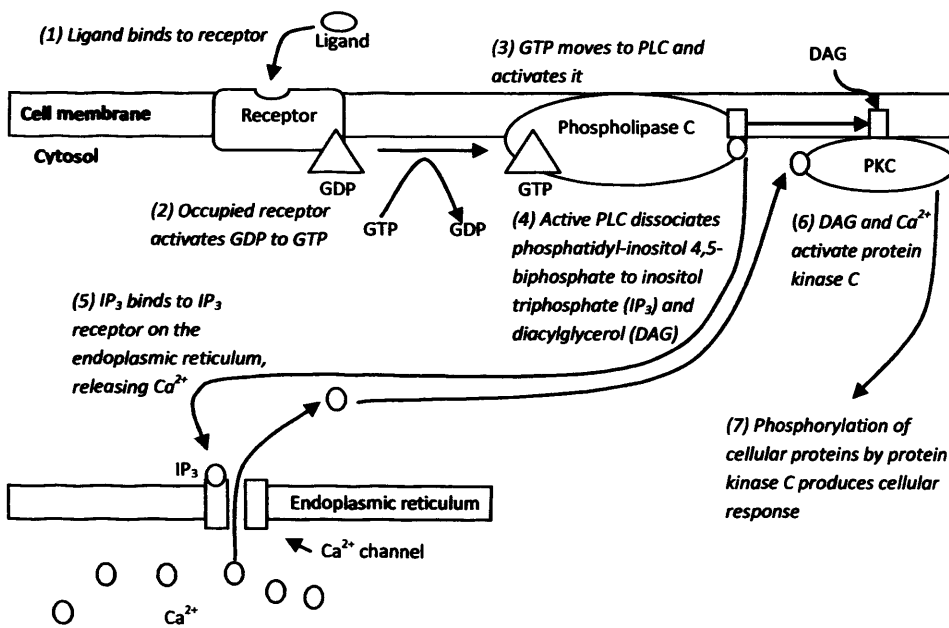 (1) Ligand binds to receptor
Ligand
(3) GTP moves to PLC and
activates it
DAG
Cell membrane
Receptor
Phospholipase C
Cytosol
PKC
GDP
GTP
(2) Occupied receptor
activates GDP to GTP
GTP
GDP
(4) Active PLC dissociates
phosphatidyl-inositol 4,5-
biphosphate to inositol
triphosphate (IP₃) and
diacylglycerol (DAG)
(6) DAG and Ca²⁺
activate protein
kinase C
(5) IP₃ binds to IP₃
receptor on the
endoplasmic reticulum,
releasing Ca²⁺
(7) Phosphorylation of
cellular proteins by protein
kinase C produces cellular
response
IP₃
Endoplasmic reticulum
Ca²⁺ channel
Ca²⁺